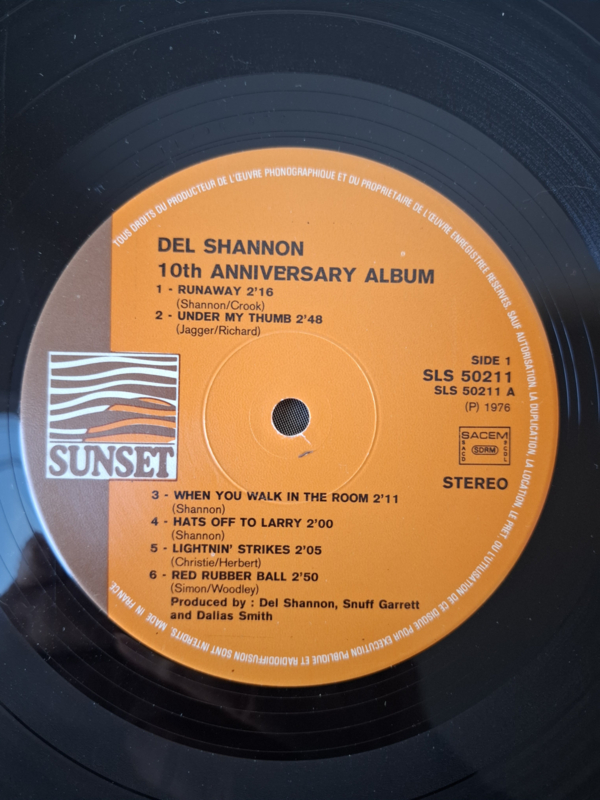 TOUS DROITS DU PRODUCTEUR DE L'ŒUVRE PHONOGRAPHIQUE ET DU PROPRIETAIRE DE L'ŒUVRE ENREGISTREE RESERVES. SAUF AUTORISATION. LA DUPLICATION, LA LOCATION, LE PRET, OU L'UTILISATION DE CE DISQUE POUR EXECUTION PUBLIQUE ET RADIODIFFUSION SONT INTERDITS. MADE IN FRANCE.
DEL SHANNON
10th ANNIVERSARY ALBUM
1 - RUNAWAY 2'16
(Shannon/Crook)
2 - UNDER MY THUMB 2'48
(Jagger/Richard)
SIDE 1
SLS 50211
SLS 50211 A
(P) 1976
SACEM
SACD
SDRM
SGDL
STEREO
SUNSET
3 - WHEN YOU WALK IN THE ROOM 2'11
(Shannon)
4 - HATS OFF TO LARRY 2'00
(Shannon)
5 - LIGHTNIN' STRIKES 2'05
(Christie/Herbert)
6 - RED RUBBER BALL 2'50
(Simon/Woodley)
Produced by : Del Shannon, Snuff Garrett
and Dallas Smith